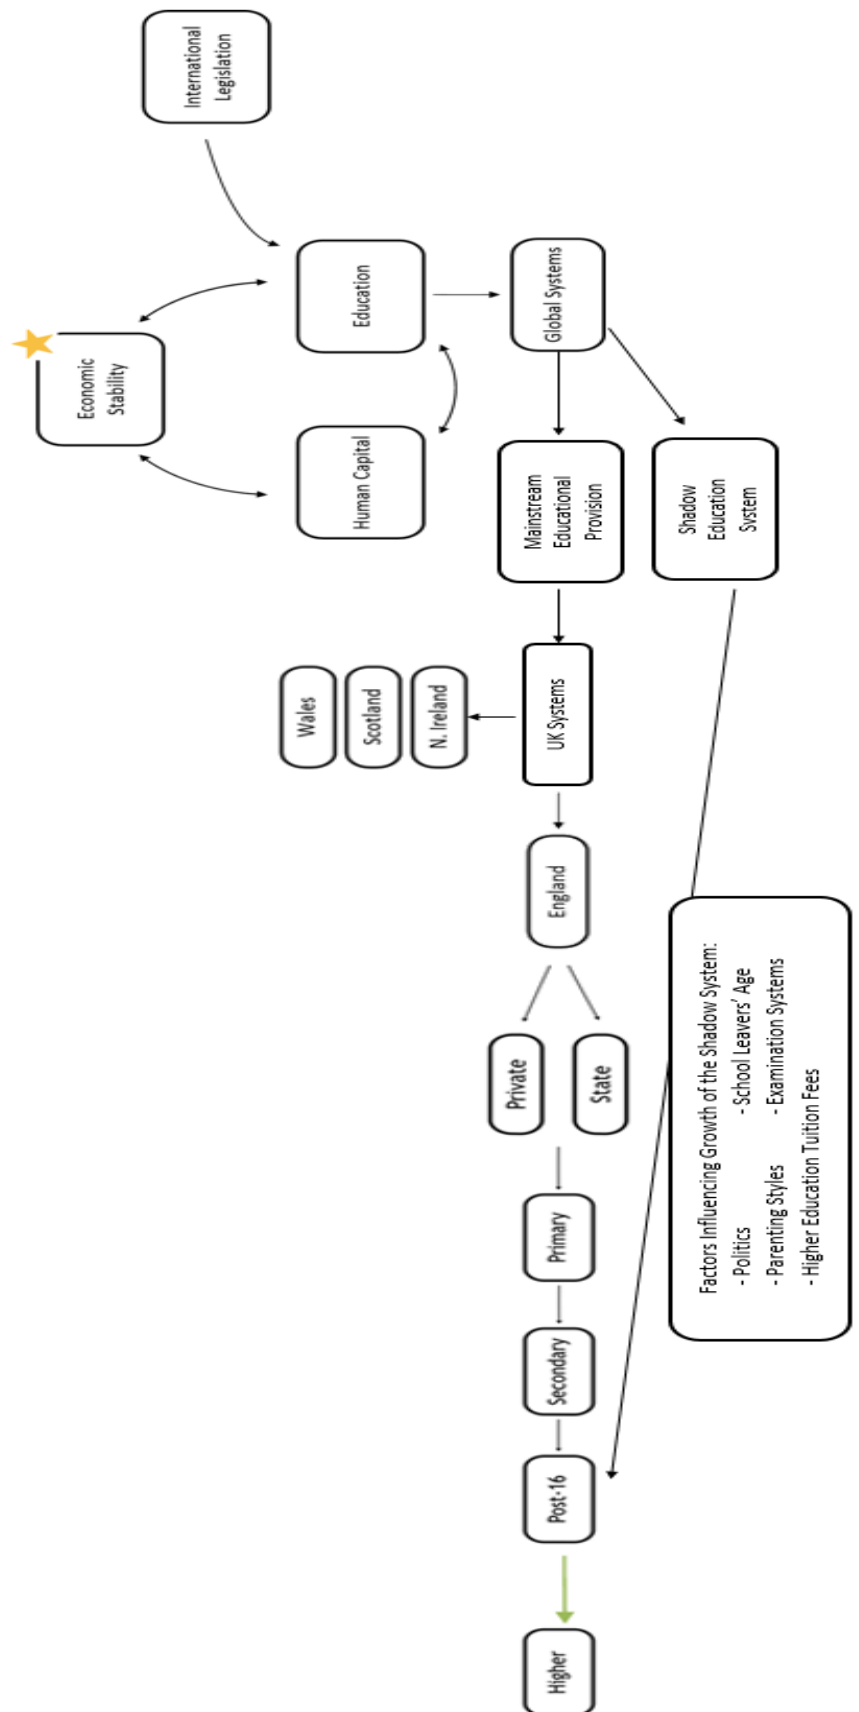 International
Legislation
Economic
Stability
Education
Human Capital
Global Systems
Mainstream
Educational
Provision
Shadow
Education
System
Wales
Scotland
N. Ireland
UK Systems
England
Private
State
Primary
Secondary
Post-16
Higher
Factors Influencing Growth of the Shadow System:
- Politics - School Leavers’ Age
- Parenting Styles - Examination Systems
- Higher Education Tuition Fees